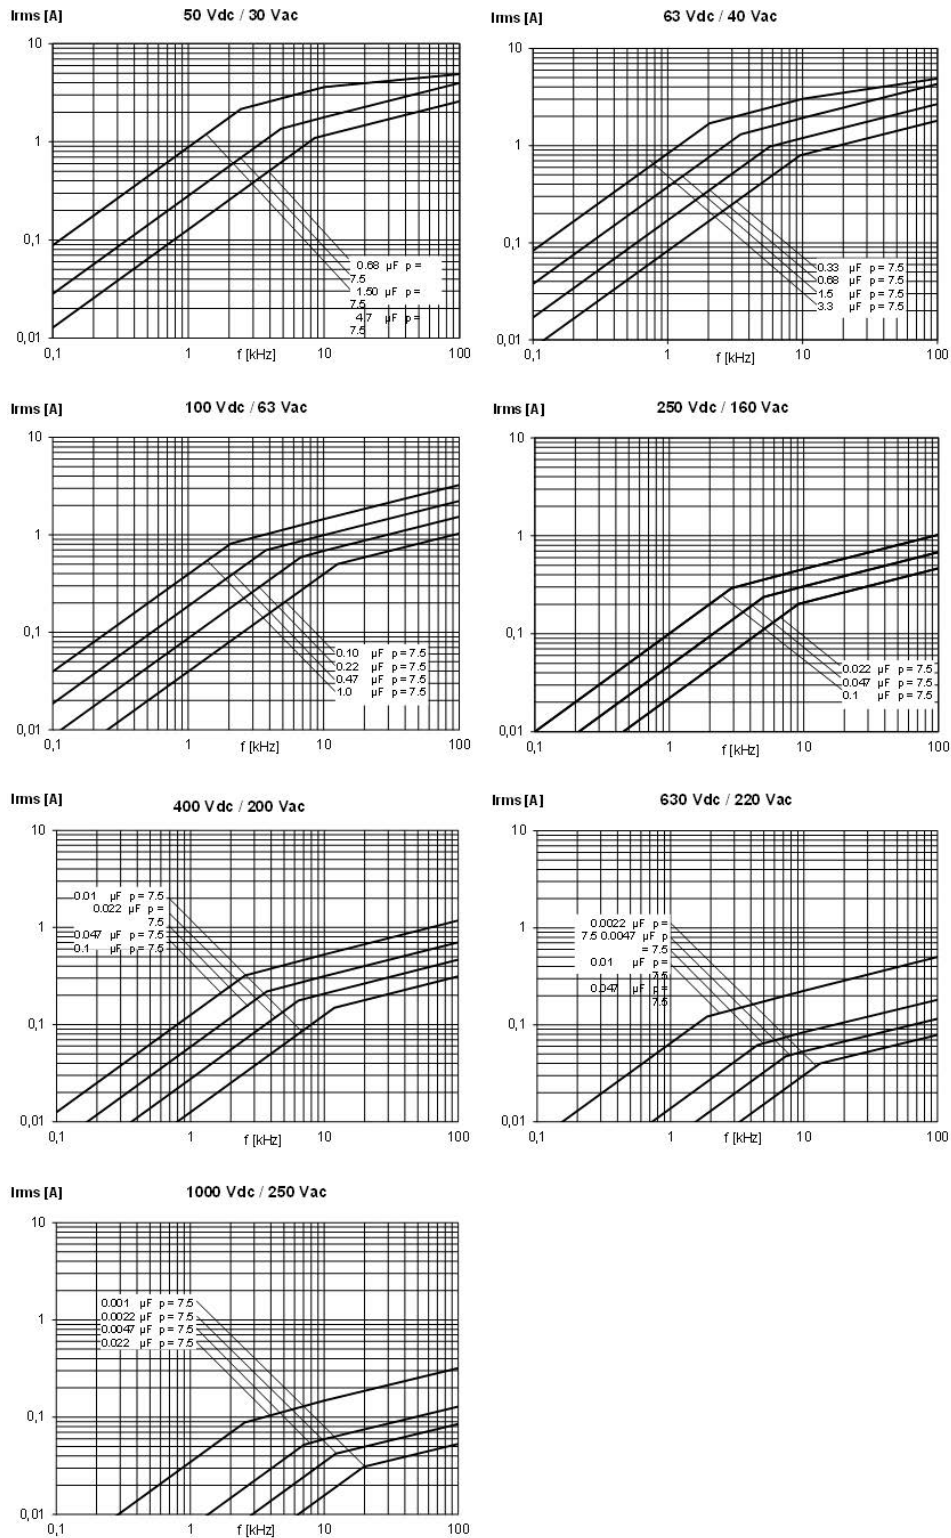 Irms [A]
50 Vdc / 30 Vac
10
1
0,1
0,01
0.68 µF p =
7.5
1.50 µF p =
7.5
4.7 µF p =
7.5
0,1
1
10
100
f [kHz]
Irms [A]
63 Vdc / 40 Vac
10
1
0,1
0,01
0.33 µF p = 7.5
0.68 µF p = 7.5
1.5 µF p = 7.5
3.3 µF p = 7.5
0,1
1
10
100
f [kHz]
Irms [A]
100 Vdc / 63 Vac
10
1
0,1
0,01
0.10 µF p = 7.5
0.22 µF p = 7.5
0.47 µF p = 7.5
1.0 µF p = 7.5
0,1
1
10
100
f [kHz]
Irms [A]
250 Vdc / 160 Vac
10
1
0,1
0,01
0.022 µF p = 7.5
0.047 µF p = 7.5
0.1 µF p = 7.5
0,1
1
10
100
f [kHz]
Irms [A]
400 Vdc / 200 Vac
10
1
0,1
0,01
0.01 µF p = 7.5
0.022 µF p =
7.5
0.047 µF p = 7.5
0.1 µF p = 7.5
0,1
1
10
100
f [kHz]
Irms [A]
630 Vdc / 220 Vac
10
1
0,1
0,01
0.0022 µF p =
7.5 0.0047 µF p
= 7.5
0.01 µF p =
7.5
0.047 µF p =
7.5
0,1
1
10
100
f [kHz]
Irms [A]
1000 Vdc / 250 Vac
10
1
0,1
0,01
0.001 µF p = 7.5
0.0022 µF p = 7.5
0.0047 µF p = 7.5
0.022 µF p = 7.5
0,1
1
10
100
f [kHz]